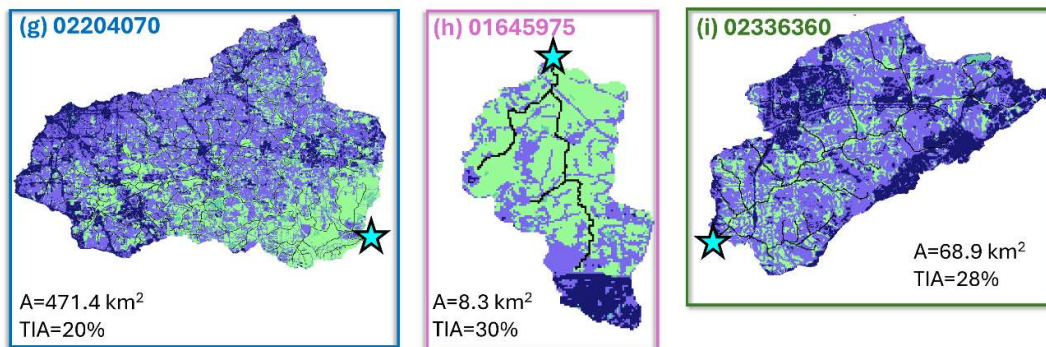 (g) 02204070
A=471.4 km²
TIA=20%
(h) 01645975
A=8.3 km²
TIA=30%
(i) 02336360
A=68.9 km²
TIA=28%